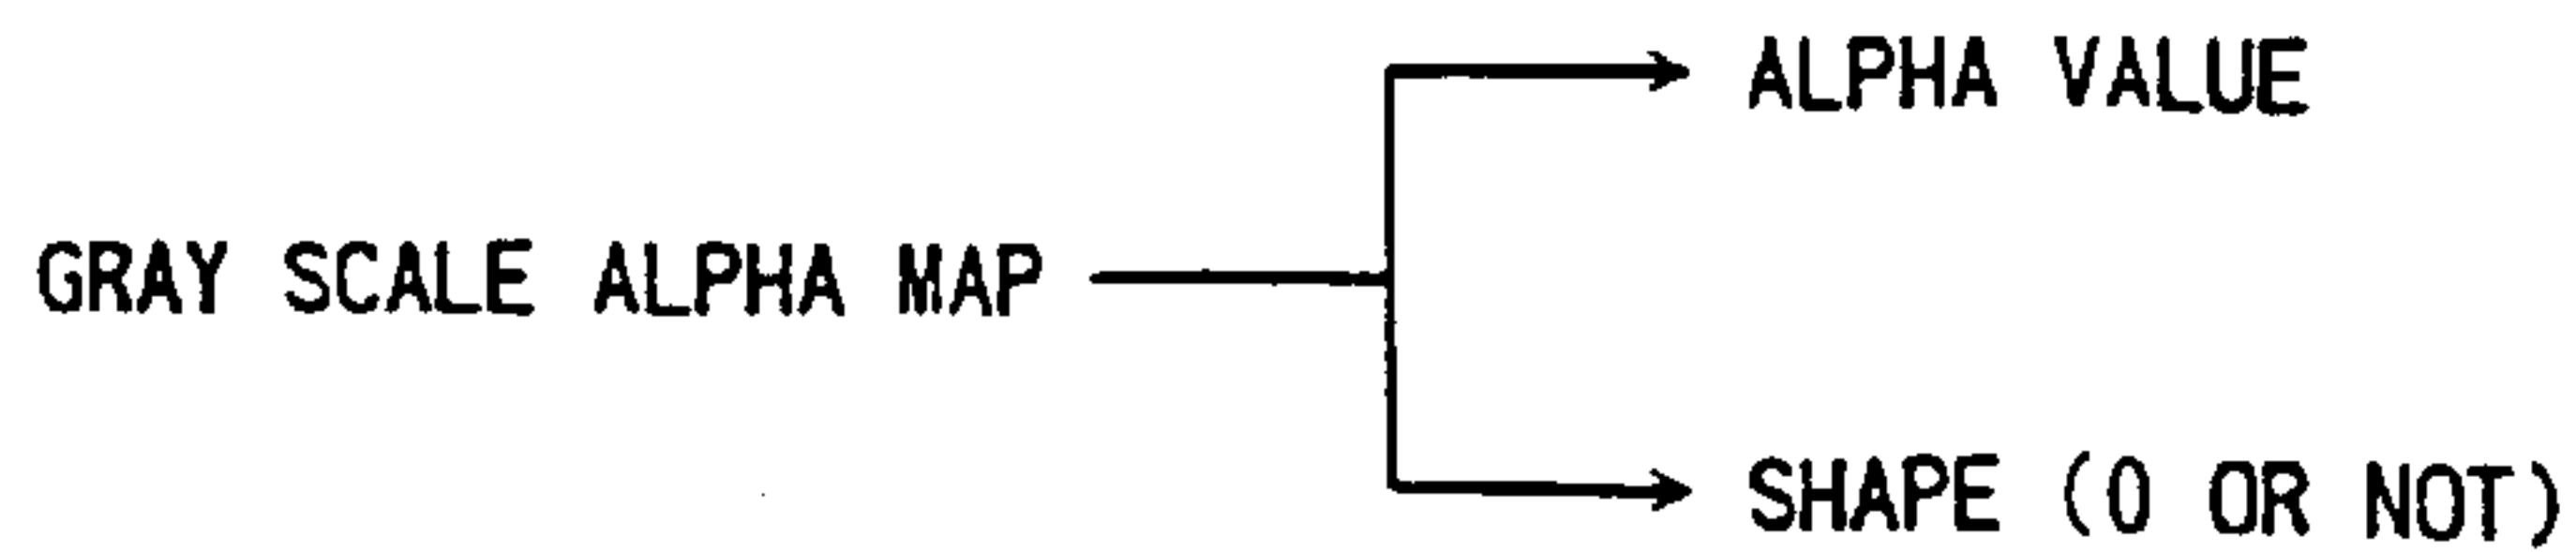 ALPHA VALUE
GRAY SCALE ALPHA MAP
SHAPE (0 OR NOT)